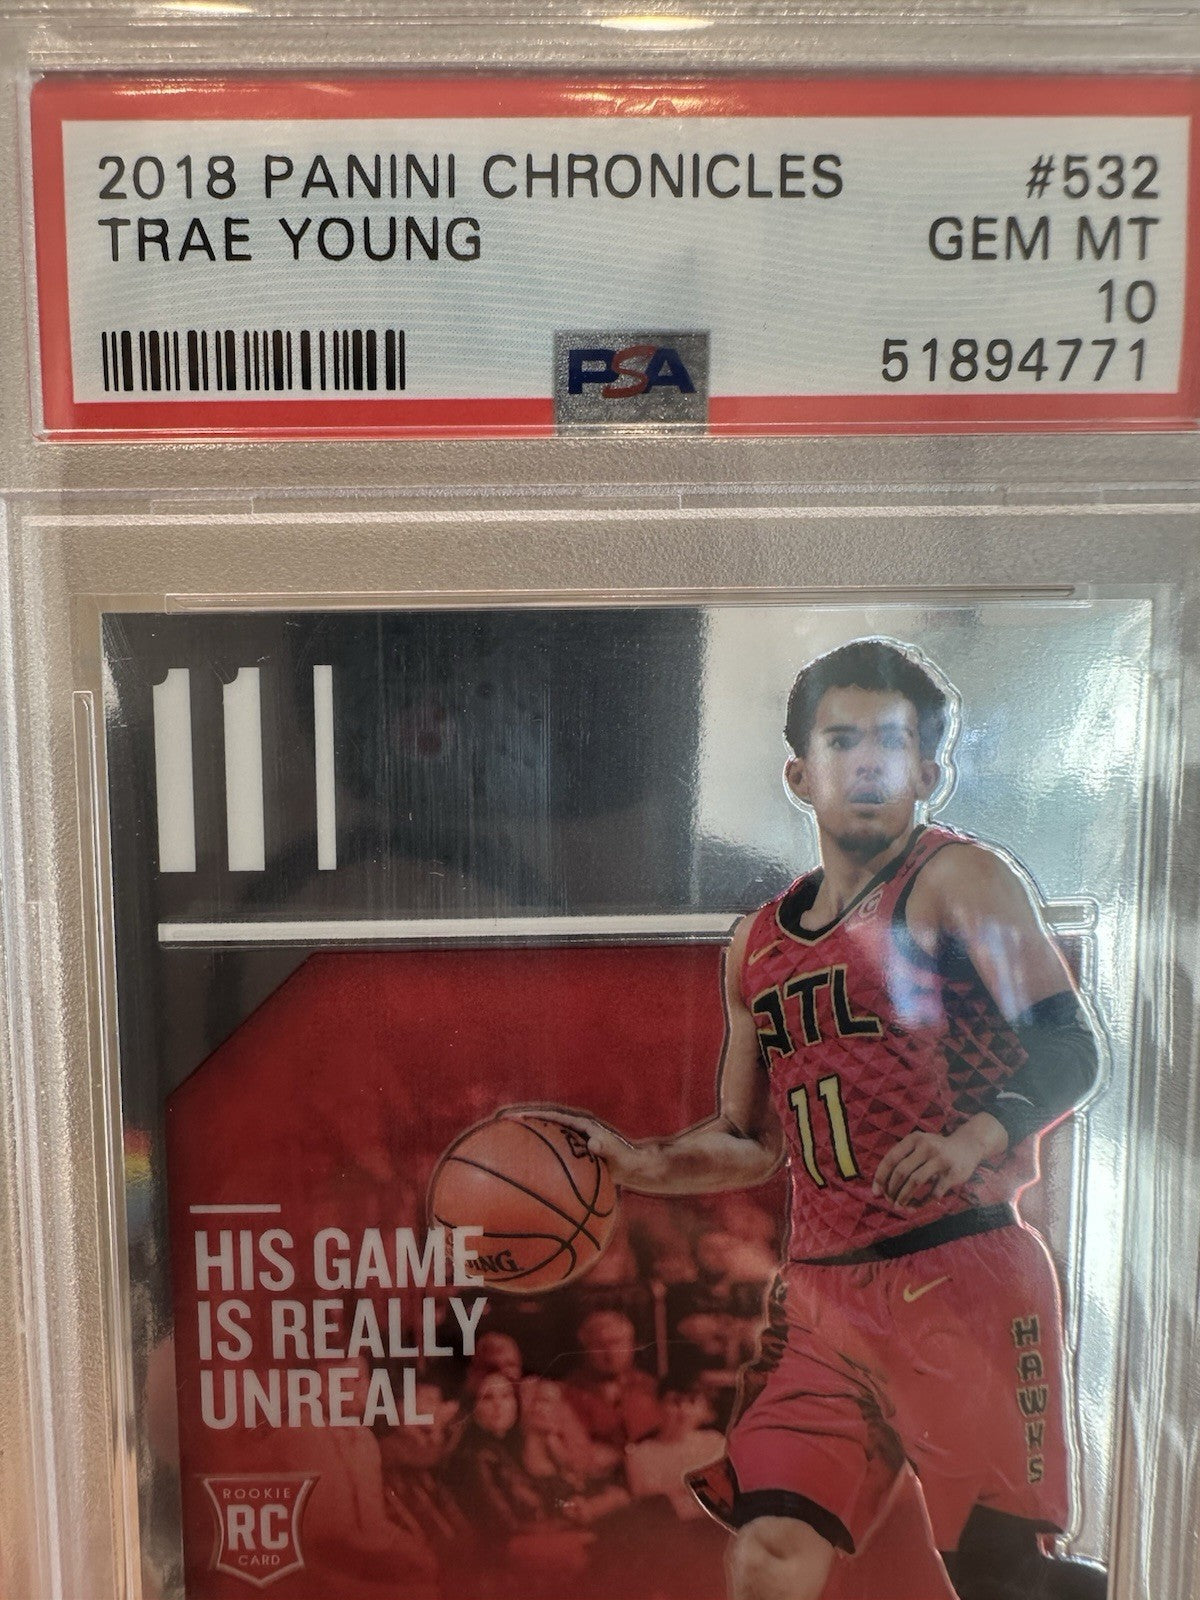 2018 PANINI CHRONICLES #532
TRAE YOUNG GEM MT
10
PSA 51894771
11
ATL
11
HAWKS
HIS GAME
IS REALLY
UNREAL
ROOKIE
RC
CARD